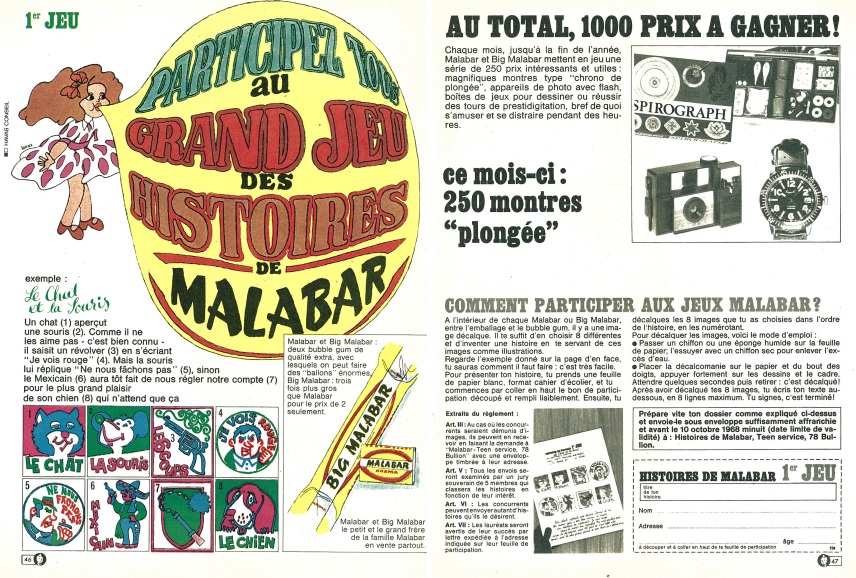 1er JEU
HAVAS CONSEIL
PARTICIPEZ TOUS
au
GRAND JEU
DES
HISTOIRES
DE
MALABAR
exemple :
Le Chat
et la Souris
Un chat (1) aperçut
une souris (2). Comme il ne
les aime pas - c'est bien connu -
il saisit un révolver (3) en s'écriant
"Je vois rouge" (4). Mais la souris
lui réplique "Ne nous fâchons pas" (5), sinon
le Mexicain (6) aura tôt fait de nous régler notre compte (7)
pour le plus grand plaisir
de son chien (8) qui n'attend que ça
1
LE CHAT
2
LA SOURIS
3
LES COUPS
4
JE VOIS ROUGE
5
NE NOUS FACHONS PAS
6
MEXICAIN
7
8
LE CHIEN
Malabar et Big Malabar :
deux bubble gum de
qualité extra, avec
lesquels on peut faire
des "ballons" énormes.
Big Malabar : trois
fois plus gros
que Malabar
pour le prix de 2
seulement.
BIG MALABAR
MALABAR
KREMA
Malabar et Big Malabar
le petit et le grand frère
de la famille Malabar
en vente partout.
46
AU TOTAL, 1000 PRIX A GAGNER!
Chaque mois, jusqu'à la fin de l'année,
Malabar et Big Malabar mettent en jeu une
série de 250 prix intéressants et utiles :
magnifiques montres type "chrono de
plongée", appareils de photo avec flash,
boîtes de jeux pour dessiner ou réussir
des tours de prestidigitation, bref de quoi
s'amuser et se distraire pendant des heu-
res.
SPIROGRAPH
ce mois-ci :
250 montres
"plongée"
COMMENT PARTICIPER AUX JEUX MALABAR?
A l'intérieur de chaque Malabar ou Big Malabar,
entre l'emballage et le bubble gum, il y a une ima-
ge décalque. Il te suffit d'en choisir 8 différentes
et d'inventer une histoire en te servant de ces
images comme illustrations.
Regarde l'exemple donné sur la page d'en face,
tu sauras comment il faut faire : c'est très facile.
Pour présenter ton histoire, tu prends une feuille
de papier blanc, format cahier d'écolier, et tu
commences par coller en haut le bon de partici-
pation découpé et rempli lisiblement. Ensuite, tu
décalques les 8 images que tu as choisies dans l'ordre
de l'histoire, en les numérotant.
Pour décalquer les images, voici le mode d'emploi :
● Passer un chiffon ou une éponge humide sur la feuille
de papier; l'essuyer avec un chiffon sec pour enlever l'ex-
cès d'eau.
● Placer la décalcomanie sur le papier et du bout des
doigts, appuyer fortement sur les dessins et le cadre.
Attendre quelques secondes puis retirer : c'est décalqué!
Après avoir décalqué tes 8 images, tu écris ton texte au-
dessous, en 8 lignes maximum. Tu signes, c'est terminé!
Extraits du règlement :
Art. III : Au cas où les concur-
rents seraient démunis d'i-
mages, ils peuvent en rece-
voir en faisant la demande à
"Malabar-Teen service, 78
Bullion" avec une envelop-
pe timbrée à leur adresse.
Art. V : Tous les envois se-
ront examinés par un jury
souverain de 5 membres qui
classera les histoires en
fonction de leur intérêt.
Art. VI : Les concurrents
peuvent envoyer autant d'his-
toires qu'ils le désirent.
Art. VII : Les lauréats seront
avertis de leur succès par
lettre expédiée à l'adresse
indiquée sur leur feuille de
participation.
Prépare vite ton dossier comme expliqué ci-dessus
et envoie-le sous enveloppe suffisamment affranchie
et avant le 10 octobre 1968 minuit (date limite de va-
lidité) à : Histoires de Malabar, Teen service, 78 Bul-
lion.
HISTOIRES DE MALABAR 1er JEU
titre
de ton
histoire
Nom
Adresse
âge
à découper et à coller en haut de ta feuille de participation
47